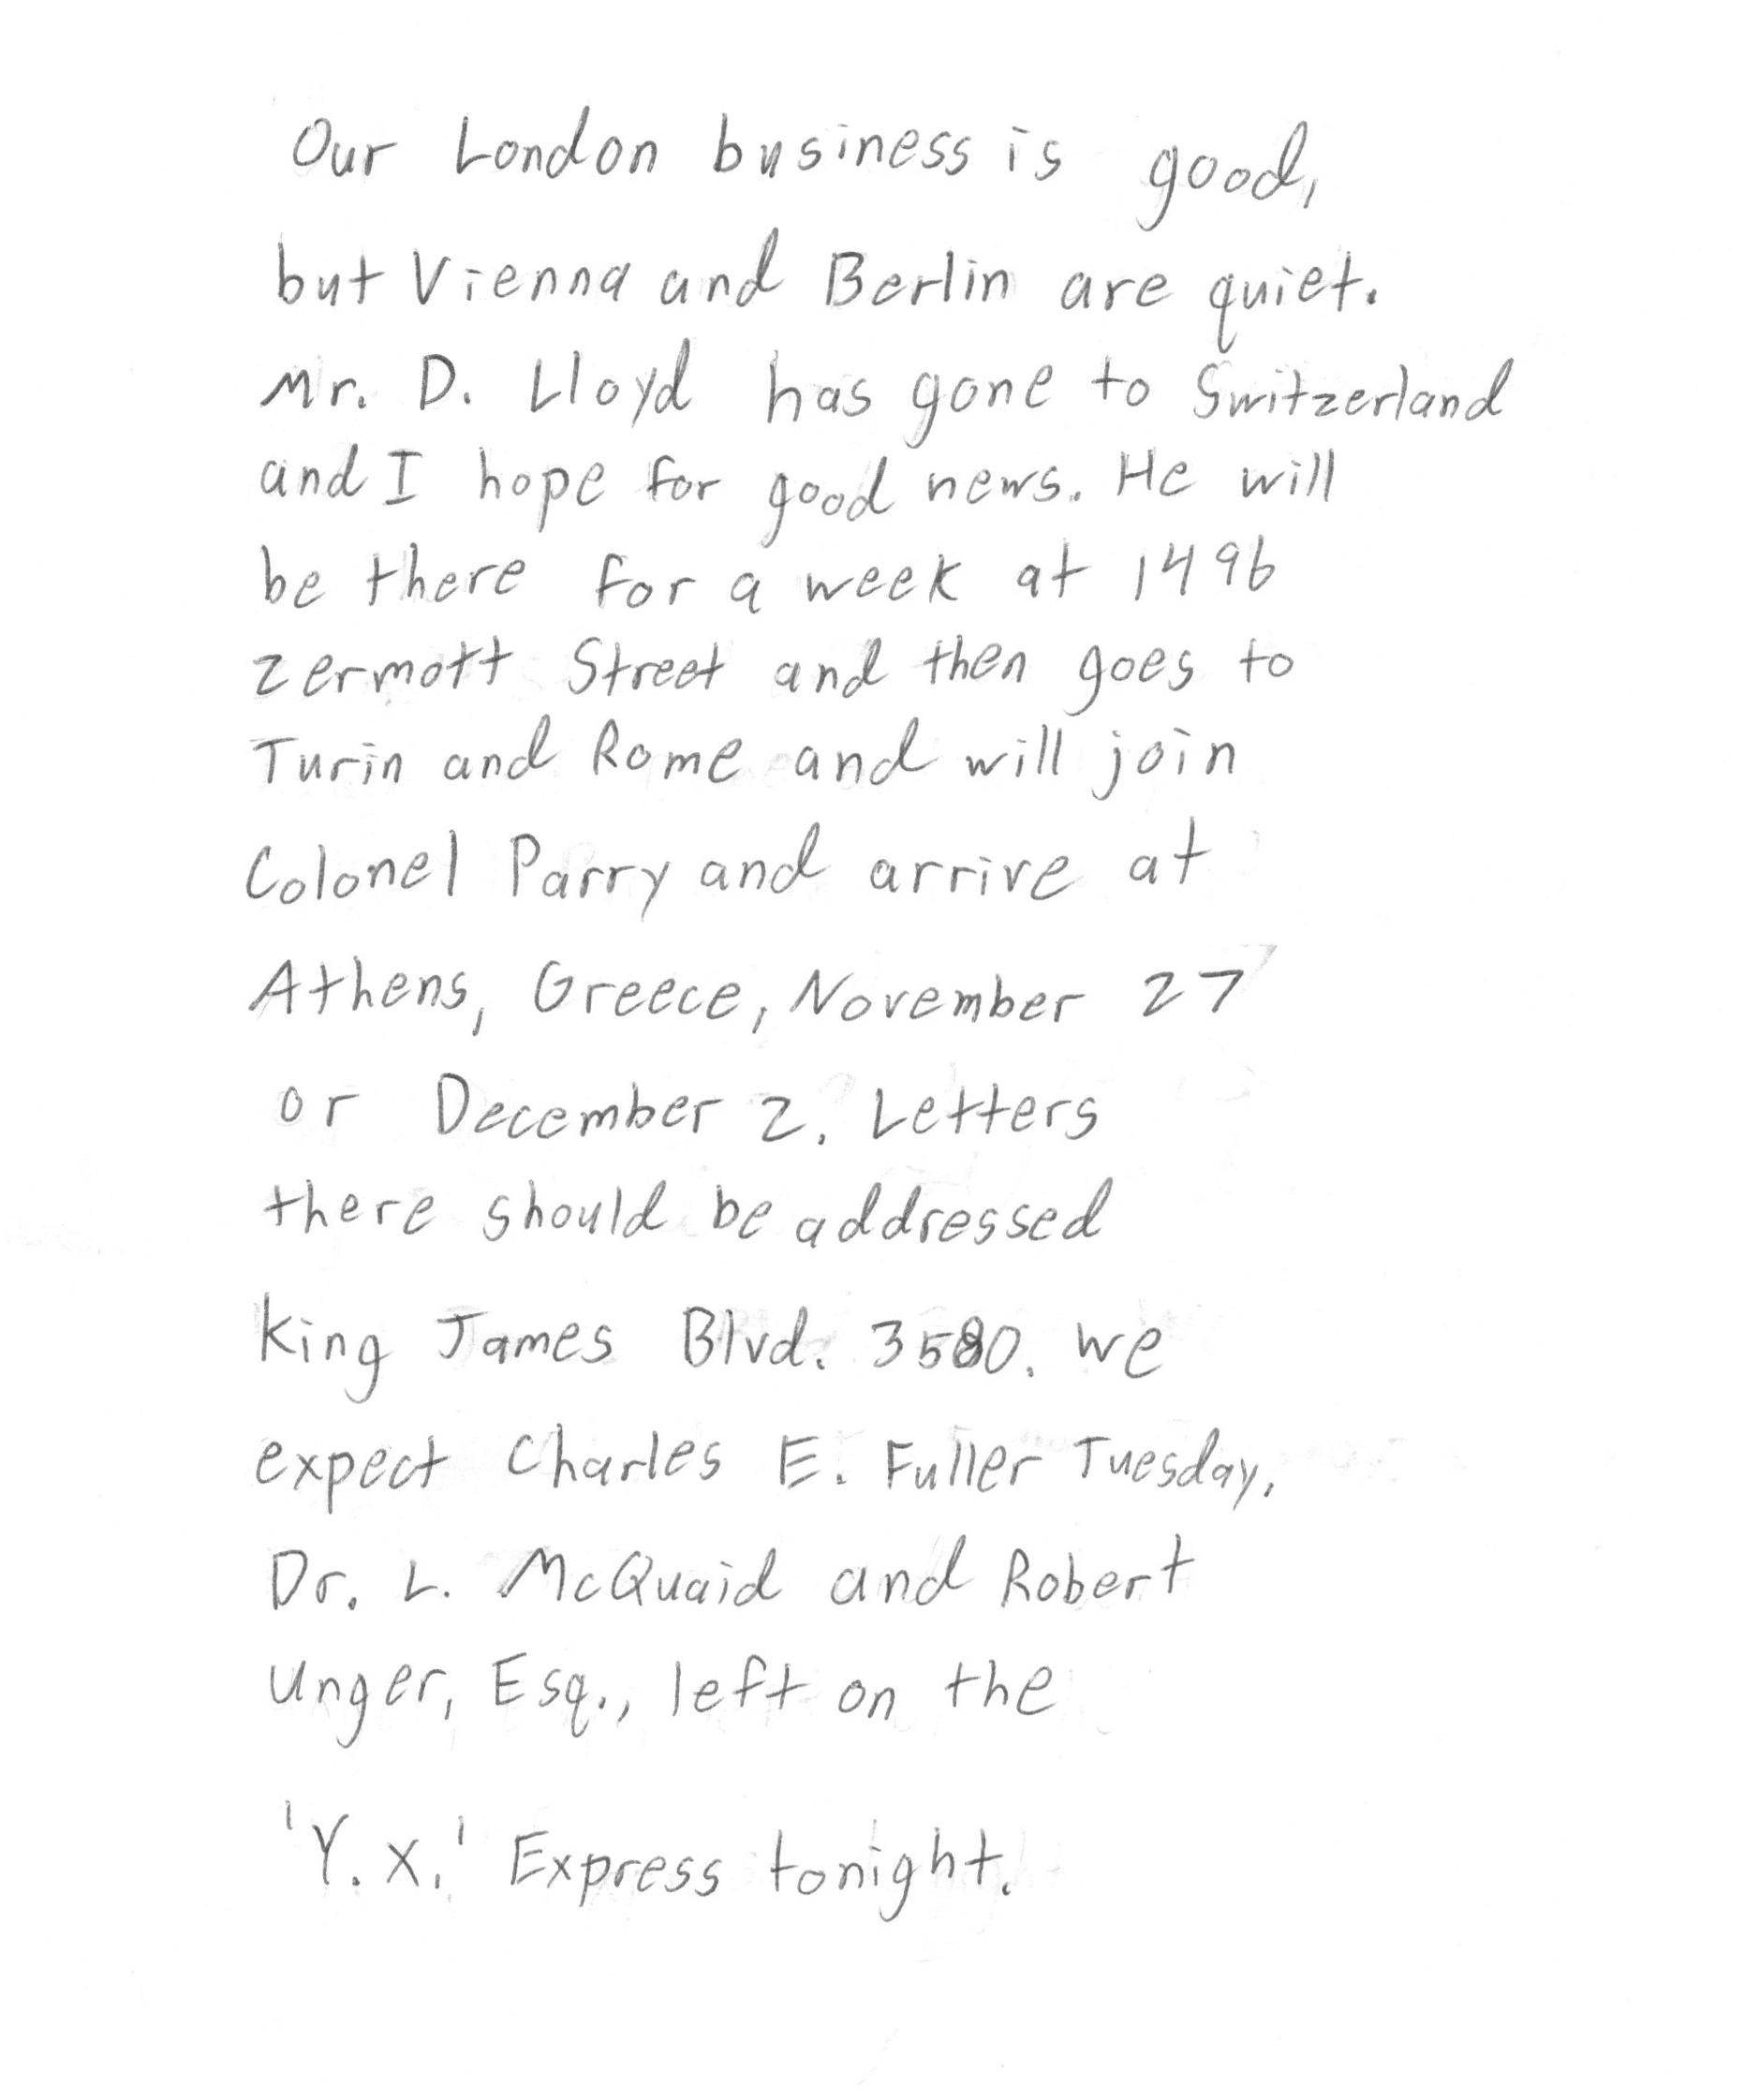 Our London business is good,
but Vienna and Berlin are quiet.
Mr. D. Lloyd has gone to Switzerland
and I hope for good news. He will
be there for a week at 1496
Zermott Street and then goes to
Turin and Rome and will join
Colonel Parry and arrive at
Athens, Greece, November 27
or December 2. Letters
there should be addressed
King James Blvd. 3580. We
expect Charles E. Fuller Tuesday.
Dr. L. McQuaid and Robert
Unger, Esq., left on the
'Y.X.' Express tonight.